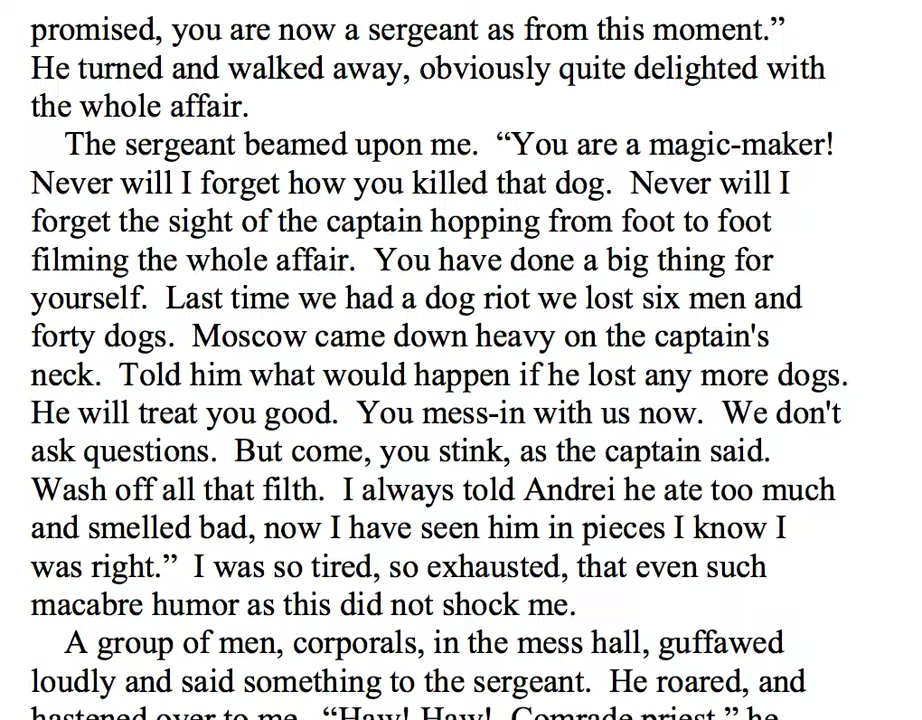 promised, you are now a sergeant as from this moment.”
He turned and walked away, obviously quite delighted with
the whole affair.
The sergeant beamed upon me.  “You are a magic-maker!
Never will I forget how you killed that dog.  Never will I
forget the sight of the captain hopping from foot to foot
filming the whole affair.  You have done a big thing for
yourself.  Last time we had a dog riot we lost six men and
forty dogs.  Moscow came down heavy on the captain's
neck.  Told him what would happen if he lost any more dogs.
He will treat you good.  You mess-in with us now.  We don't
ask questions.  But come, you stink, as the captain said.
Wash off all that filth.  I always told Andrei he ate too much
and smelled bad, now I have seen him in pieces I know I
was right.”  I was so tired, so exhausted, that even such
macabre humor as this did not shock me.
A group of men, corporals, in the mess hall, guffawed
loudly and said something to the sergeant.  He roared, and
hastened over to me.  “Haw! Haw!  Comrade priest,” he